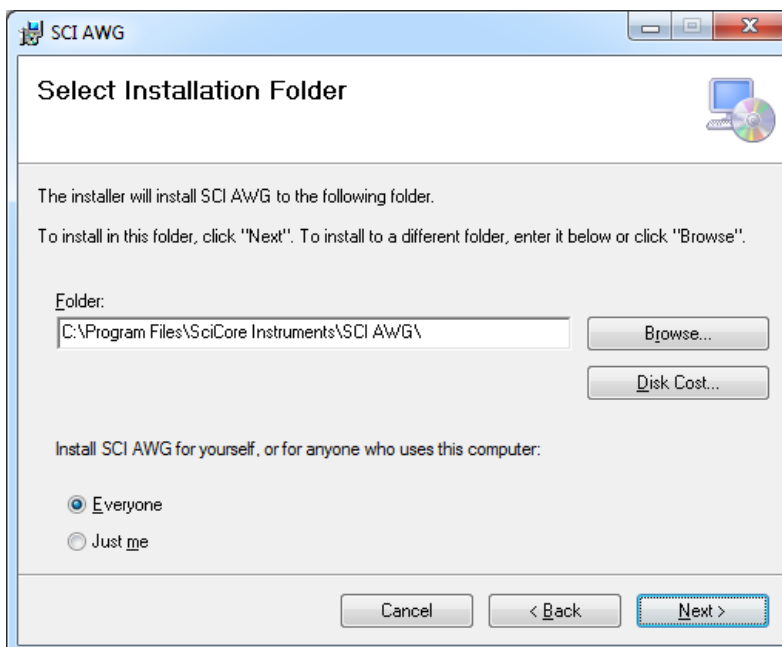 SCI AWG
Select Installation Folder
The installer will install SCI AWG to the following folder.
To install in this folder, click "Next". To install to a different folder, enter it below or click "Browse".
Folder:
C:\Program Files\SciCore Instruments\SCI AWG\
Browse...
Disk Cost...
Install SCI AWG for yourself, or for anyone who uses this computer:
Everyone
Just me
Cancel
< Back
Next >